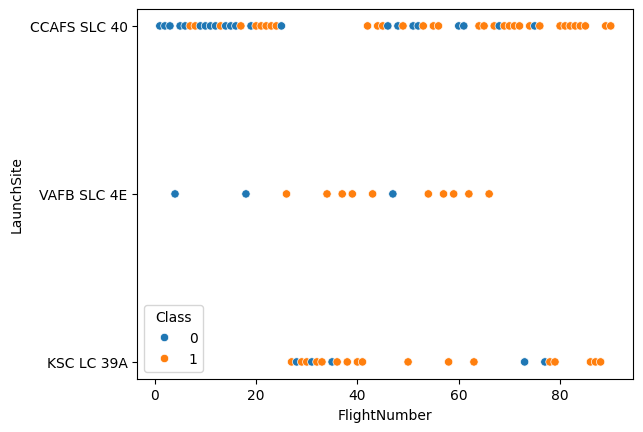 CCAFS SLC 40
VAFB SLC 4E
KSC LC 39A
LaunchSite
Class
0
1
0 20 40 60 80
FlightNumber